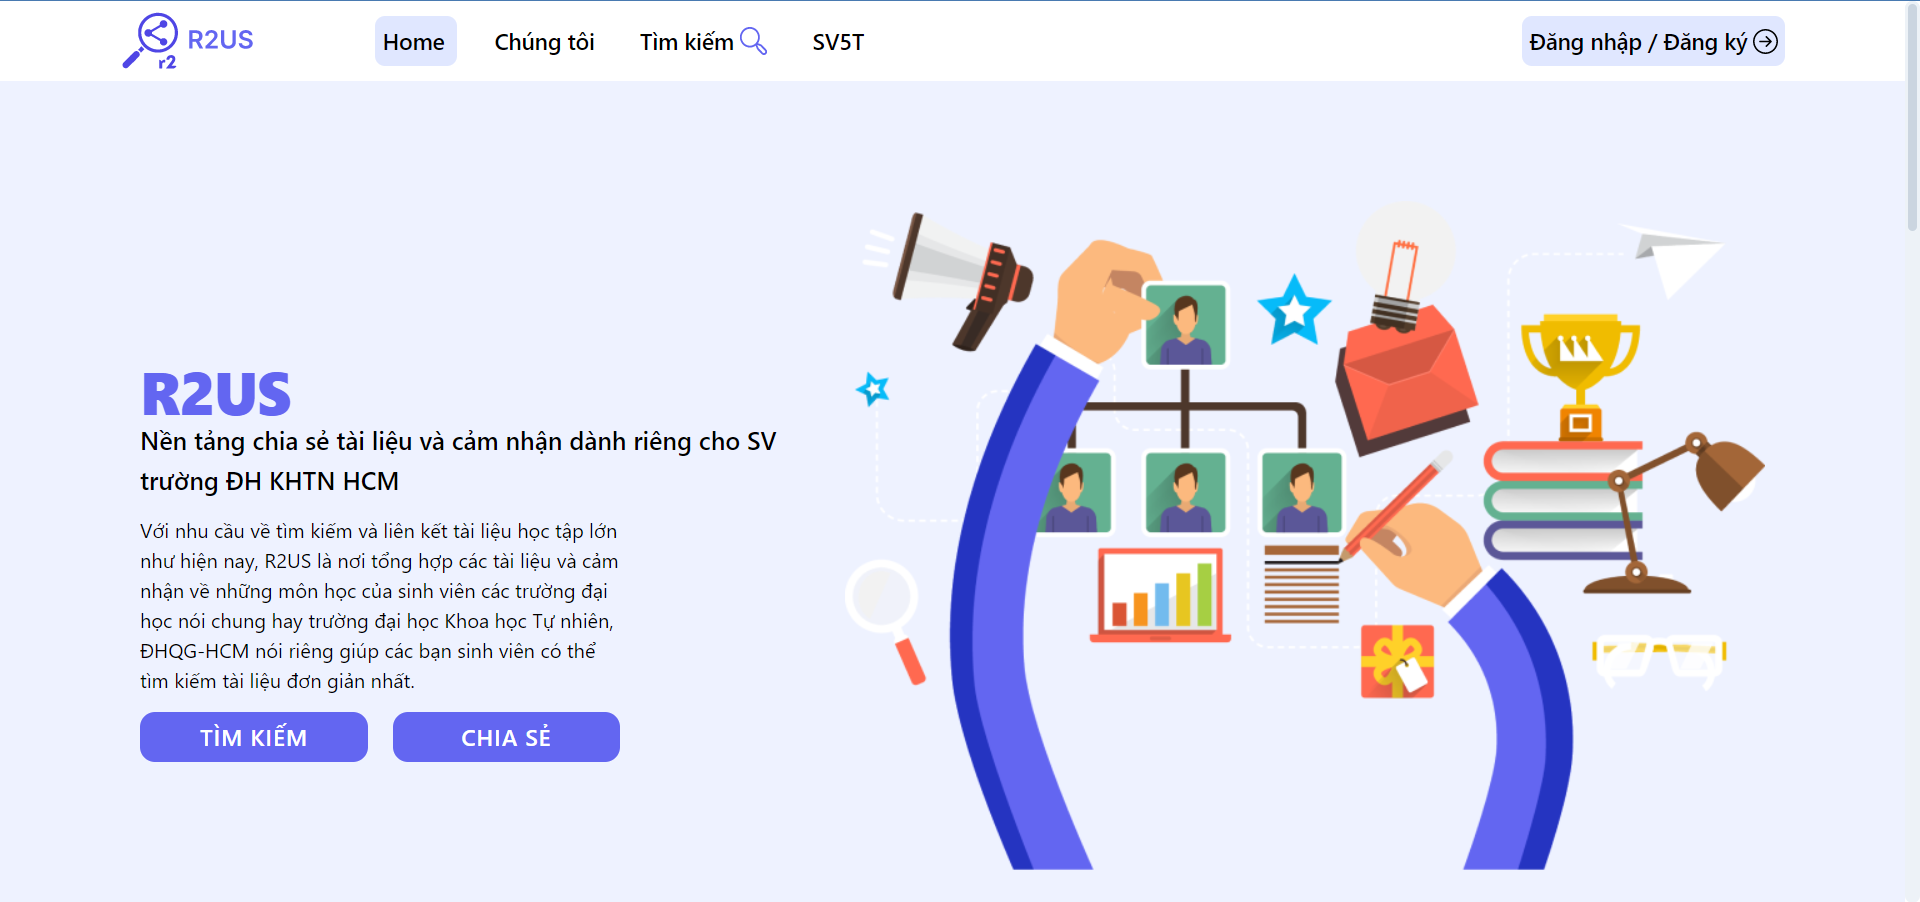 r2 R2US
Home Chúng tôi Tìm kiếm SV5T Đăng nhập / Đăng ký
R2US
Nền tảng chia sẻ tài liệu và cảm nhận dành riêng cho SV
trường ĐH KHTN HCM
Với nhu cầu về tìm kiếm và liên kết tài liệu học tập lớn
như hiện nay, R2US là nơi tổng hợp các tài liệu và cảm
nhận về những môn học của sinh viên các trường đại
học nói chung hay trường đại học Khoa học Tự nhiên,
ĐHQG-HCM nói riêng giúp các bạn sinh viên có thể
tìm kiếm tài liệu đơn giản nhất.
TÌM KIẾM CHIA SẺ